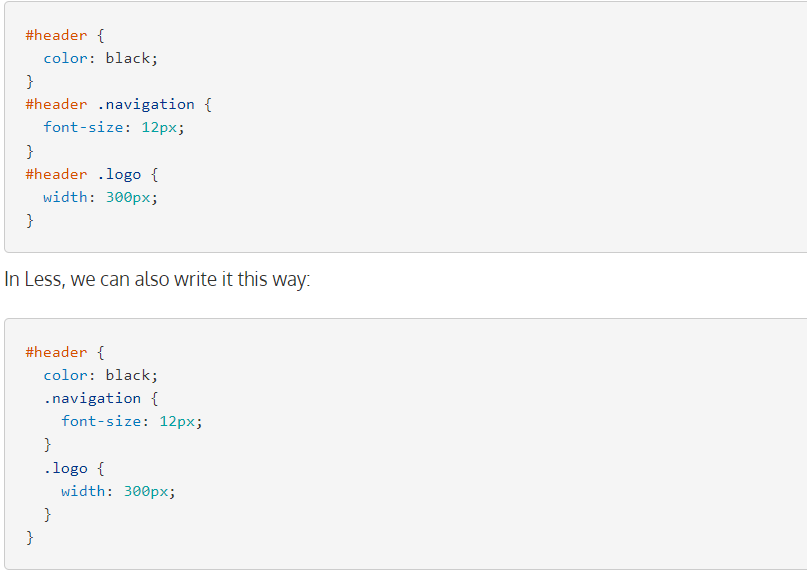 #header {
  color: black;
}
#header .navigation {
  font-size: 12px;
}
#header .logo {
  width: 300px;
}
In Less, we can also write it this way:
#header {
  color: black;
  .navigation {
    font-size: 12px;
  }
  .logo {
    width: 300px;
  }
}